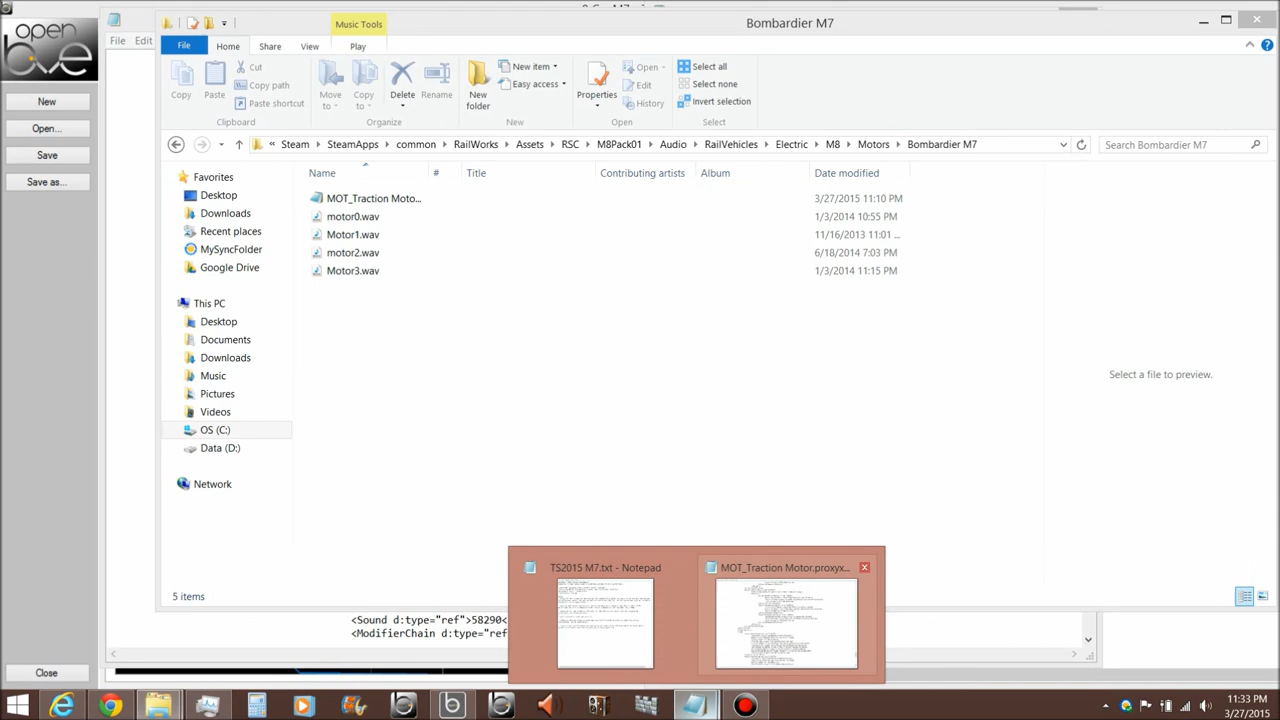 open
bve
New
Open...
Save
Save as...
Close
File Edit
Music Tools
Bombardier M7
File Home Share View Play
Copy
Paste
Cut
Copy path
Paste shortcut
Clipboard
Move to
Copy to
Delete
Rename
Organize
New folder
New item
Easy access
New
Properties
Open
Edit
History
Open
Select all
Select none
Invert selection
Select
« Steam SteamApps common RailWorks Assets RSC M8Pack01 Audio RailVehicles Electric M8 Motors Bombardier M7
Search Bombardier M7
Name # Title Contributing artists Album Date modified
MOT_Traction Moto... 3/27/2015 11:10 PM
motor0.wav 1/3/2014 10:55 PM
Motor1.wav 11/16/2013 11:01 ...
motor2.wav 6/18/2014 7:03 PM
Motor3.wav 1/3/2014 11:15 PM
Favorites
Desktop
Downloads
Recent places
MySyncFolder
Google Drive
This PC
Desktop
Documents
Downloads
Music
Pictures
Videos
OS (C:)
Data (D:)
Network
Select a file to preview.
5 items
TS2015 M7.txt - Notepad
MOT_Traction Motor.proxyx...
<Sound d:type="ref">58290<
<ModifierChain d:type="ref
11:33 PM
3/27/2015